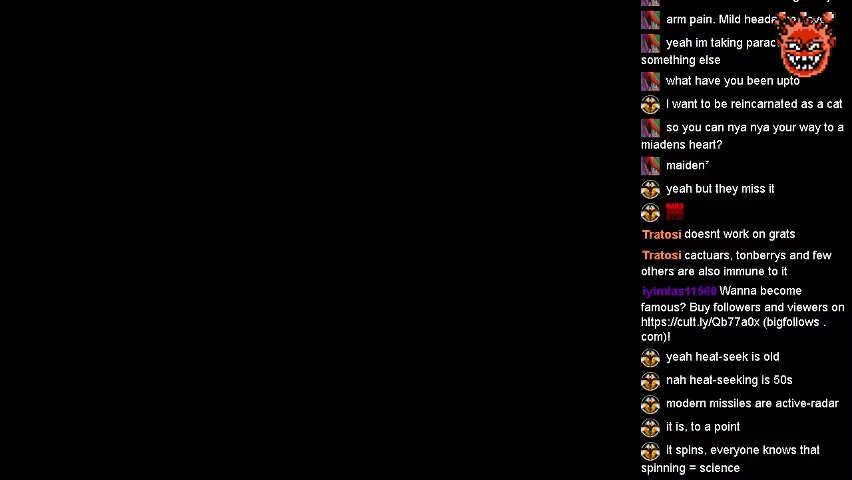 arm pain. Mild
yeah im taking
something else
what have you been upto
I want to be reincarnated as a cat
so you can nya nya your way to a
miadens heart?
maiden*
yeah but they miss it
Tratosi doesnt work on grats
Tratosi cactuars, tonberrys and few
others are also immune to it
iyimlas11560 Wanna become
famous? Buy followers and viewers on
https://cutt.ly/Qb77a0x (bigfollows .
com)!
yeah heat-seek is old
nah heat-seeking is 50s
modern missiles are active-radar
it is, to a point
It spins, everyone knows that
spinning = science